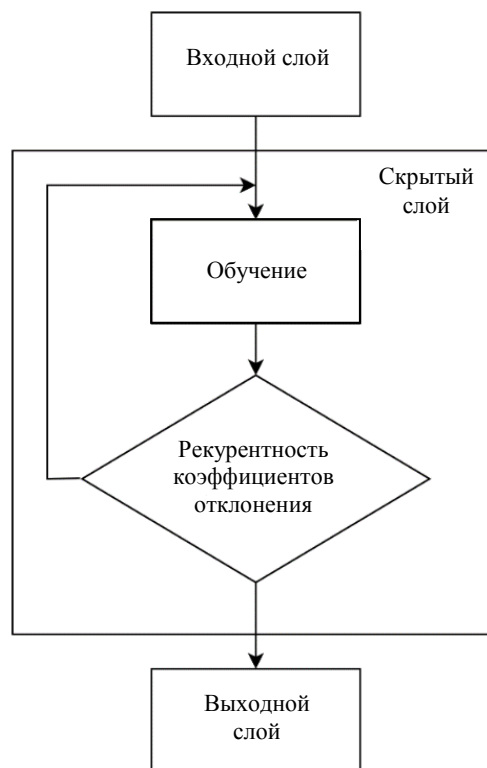 Входной слой
Скрытый
слой
Обучение
Рекурентность
коэффициентов
отклонения
Выходной
слой